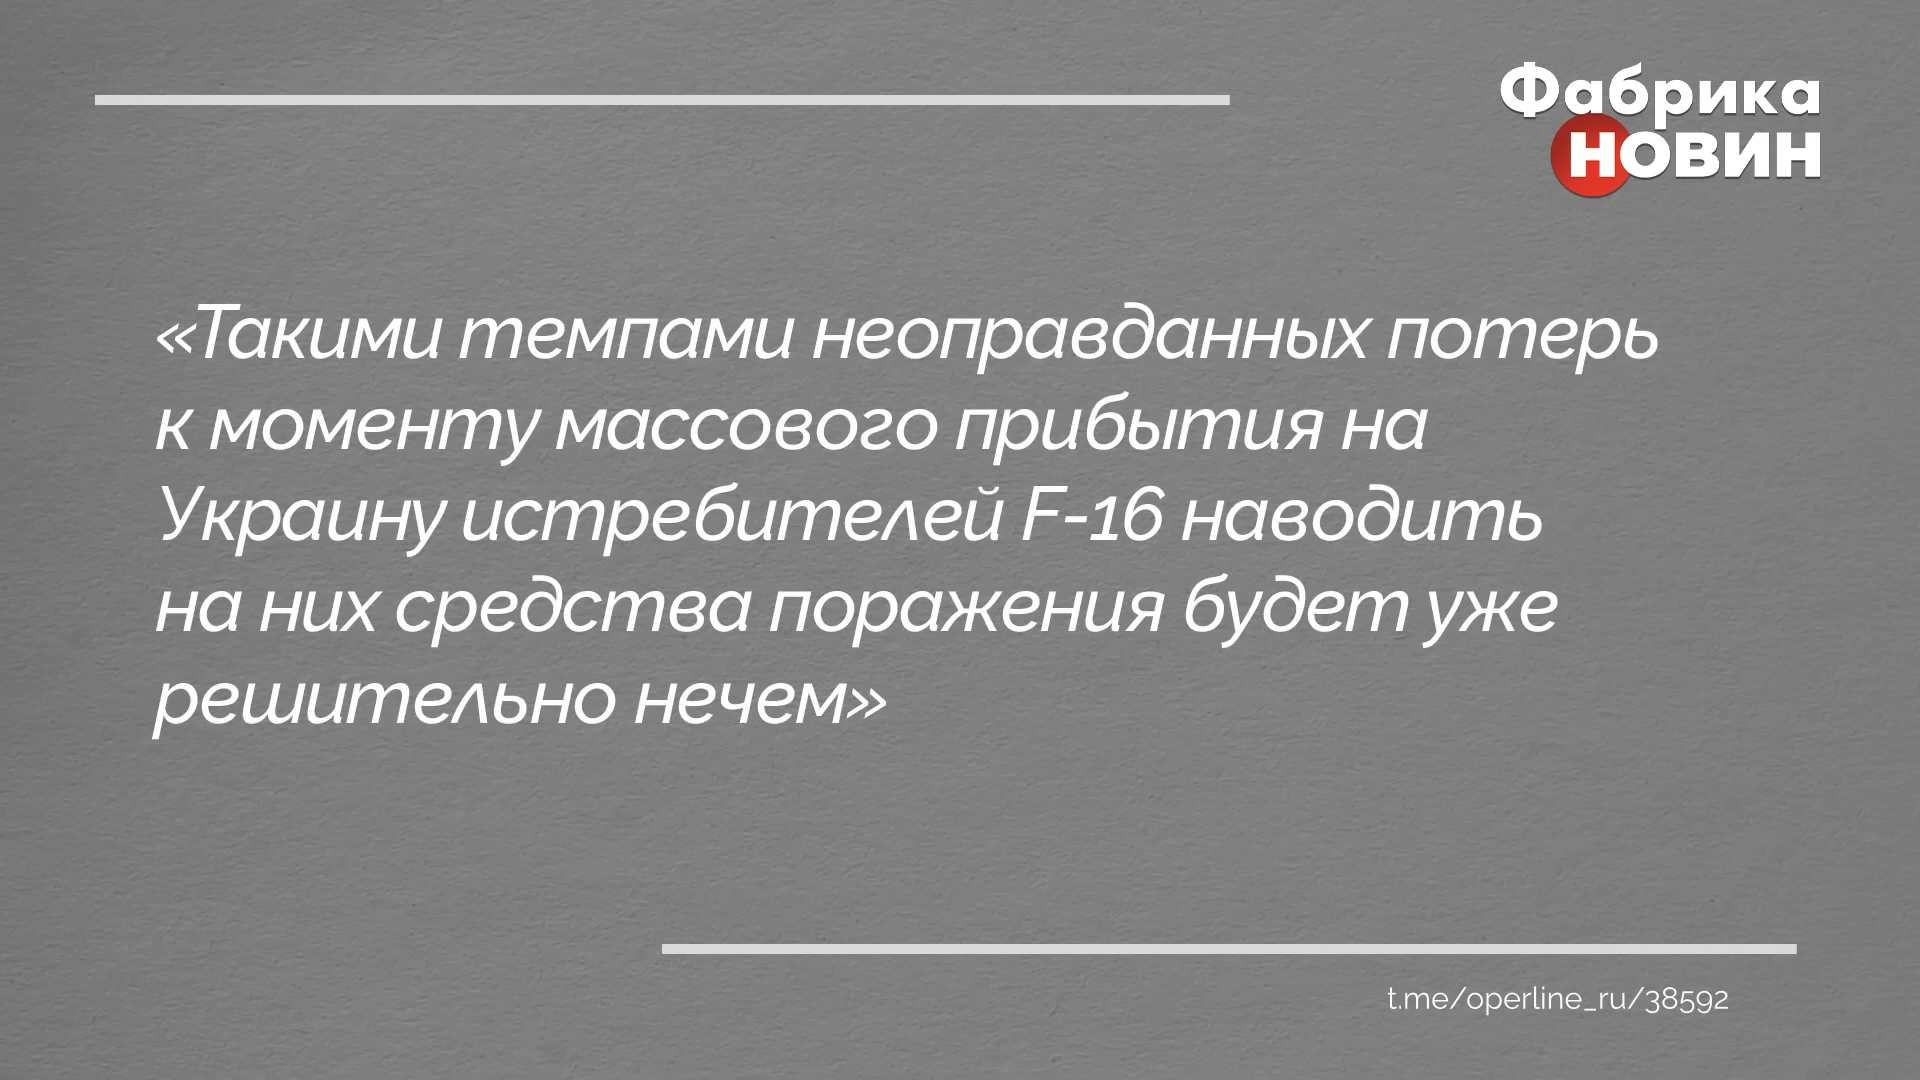 Фабрика
новин
«Такими темпами неоправданных потерь
к моменту массового прибытия на
Украину истребителей F-16 наводить
на них средства поражения будет уже
решительно нечем»
t.me/operline_ru/38592